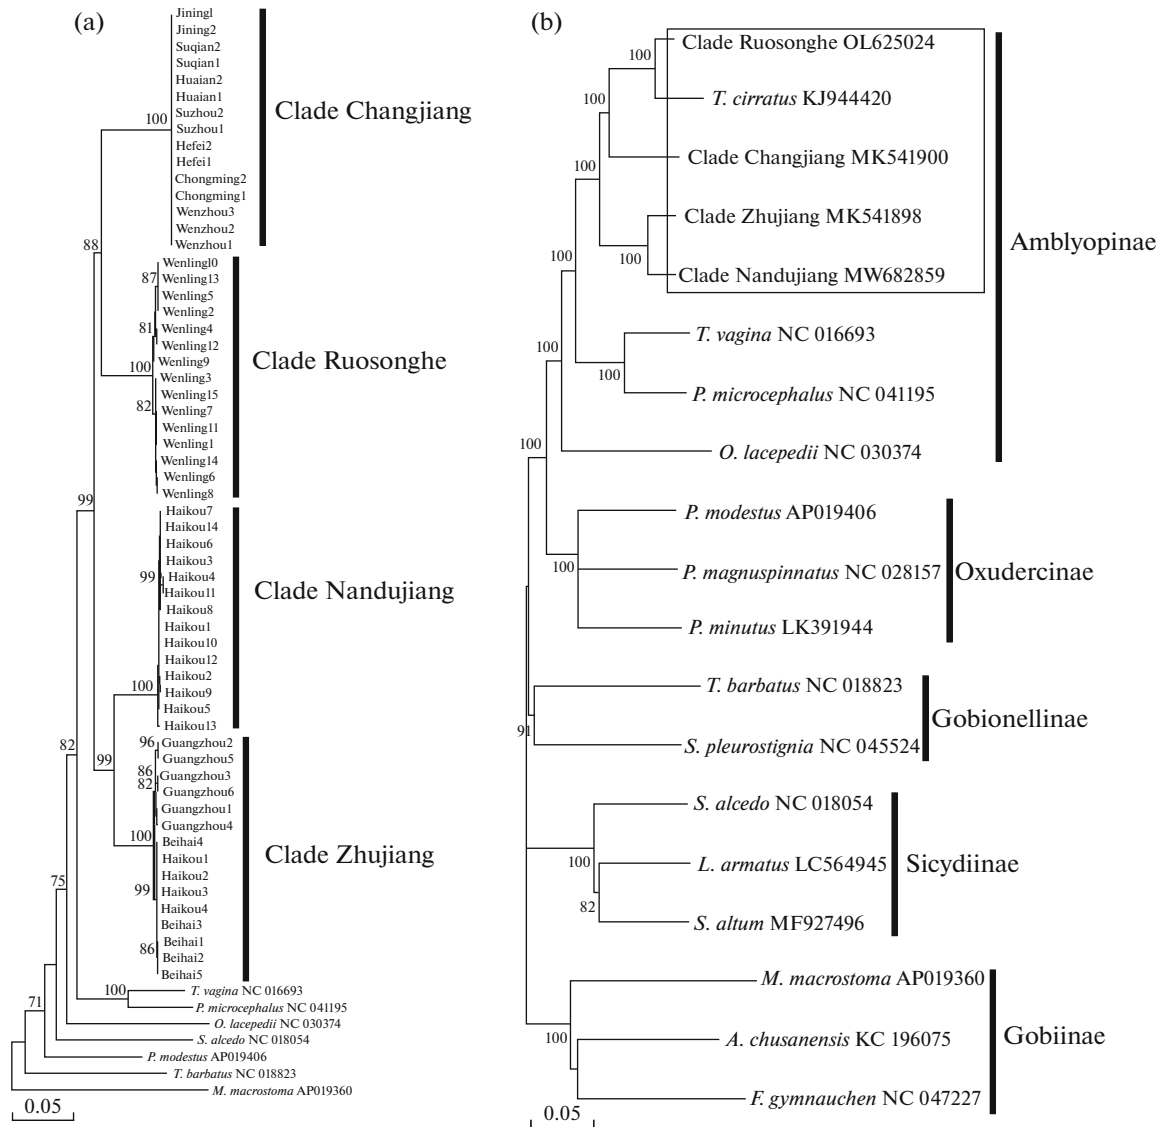 (a)
Jining1
Jining2
Suqian2
Suqian1
Huaian2
Huaian1
Suzhou2
Suzhou1
Hefei2
Hefei1
Chongming2
Chongming1
Wenzhou3
Wenzhou2
Wenzhou1
100
Clade Changjiang
88
Wenling10
Wenling13
Wenling5
Wenling2
Wenling4
Wenling12
Wenling9
Wenling3
Wenling15
Wenling7
Wenling11
Wenling1
Wenling14
Wenling6
Wenling8
87
81
100
82
Clade Ruosonghe
99
Haikou7
Haikou14
Haikou6
Haikou3
Haikou4
Haikou11
Haikou8
Haikou1
Haikou10
Haikou12
Haikou2
Haikou9
Haikou5
Haikou13
99
100
Clade Nandujiang
82
99
Guangzhou2
Guangzhou5
Guangzhou3
Guangzhou6
Guangzhou1
Guangzhou4
Beihai4
Haikou1
Haikou2
Haikou3
Haikou4
Beihai3
Beihai1
Beihai2
Beihai5
96
86
82
100
99
86
Clade Zhujiang
75
71
100
T. vagina NC 016693
P. microcephalus NC 041195
O. lacepedii NC 030374
S. alcedo NC 018054
P. modestus AP019406
T. barbatus NC 018823
M. macrostoma AP019360
0.05
(b)
100
Clade Ruosonghe OL625024
T. cirratus KJ944420
100
Clade Changjiang MK541900
100
Clade Zhujiang MK541898
100
Clade Nandujiang MW682859
Amblyopinae
100
T. vagina NC 016693
100
P. microcephalus NC 041195
100
O. lacepedii NC 030374
100
P. modestus AP019406
P. magnuspinnatus NC 028157
100
P. minutus LK391944
Oxudercinae
T. barbatus NC 018823
91
S. pleurostignia NC 045524
Gobionellinae
S. alcedo NC 018054
100
L. armatus LC564945
82
S. altum MF927496
Sicydiinae
M. macrostoma AP019360
100
A. chusanensis KC 196075
F. gymnauchen NC 047227
Gobiinae
0.05